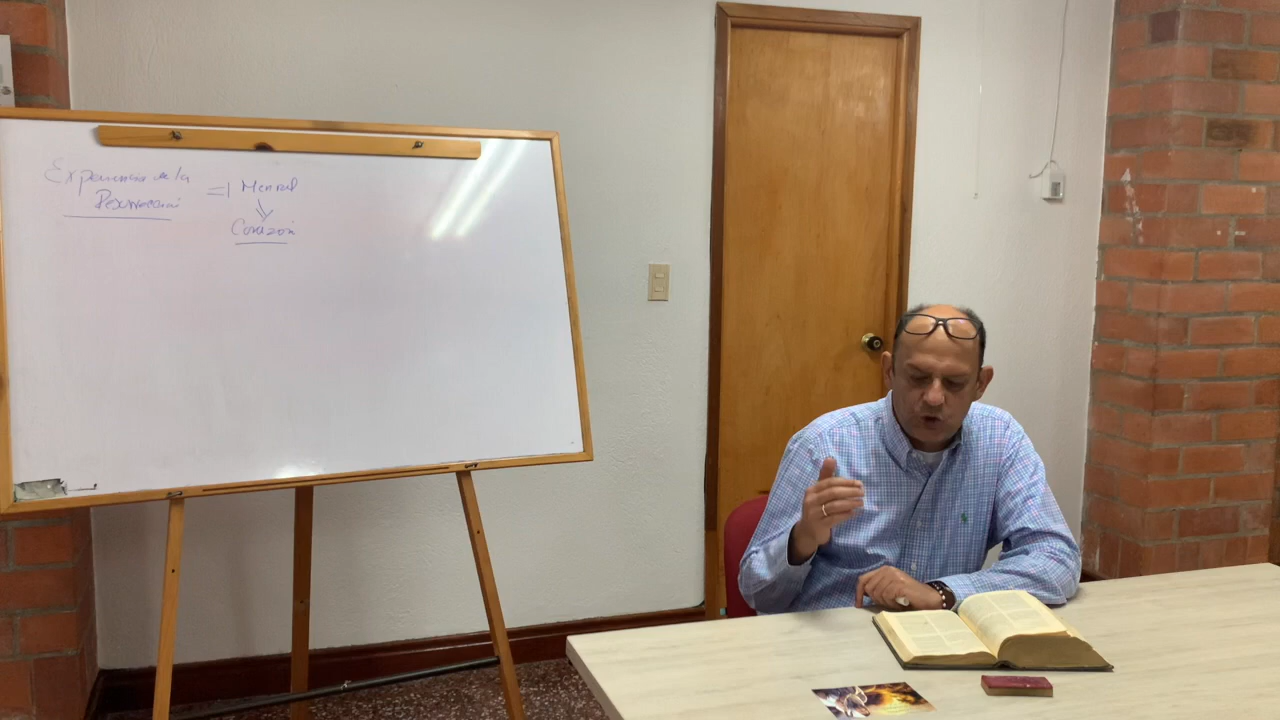 Experiencia de la
Resurrección
=| Mental
Corazón